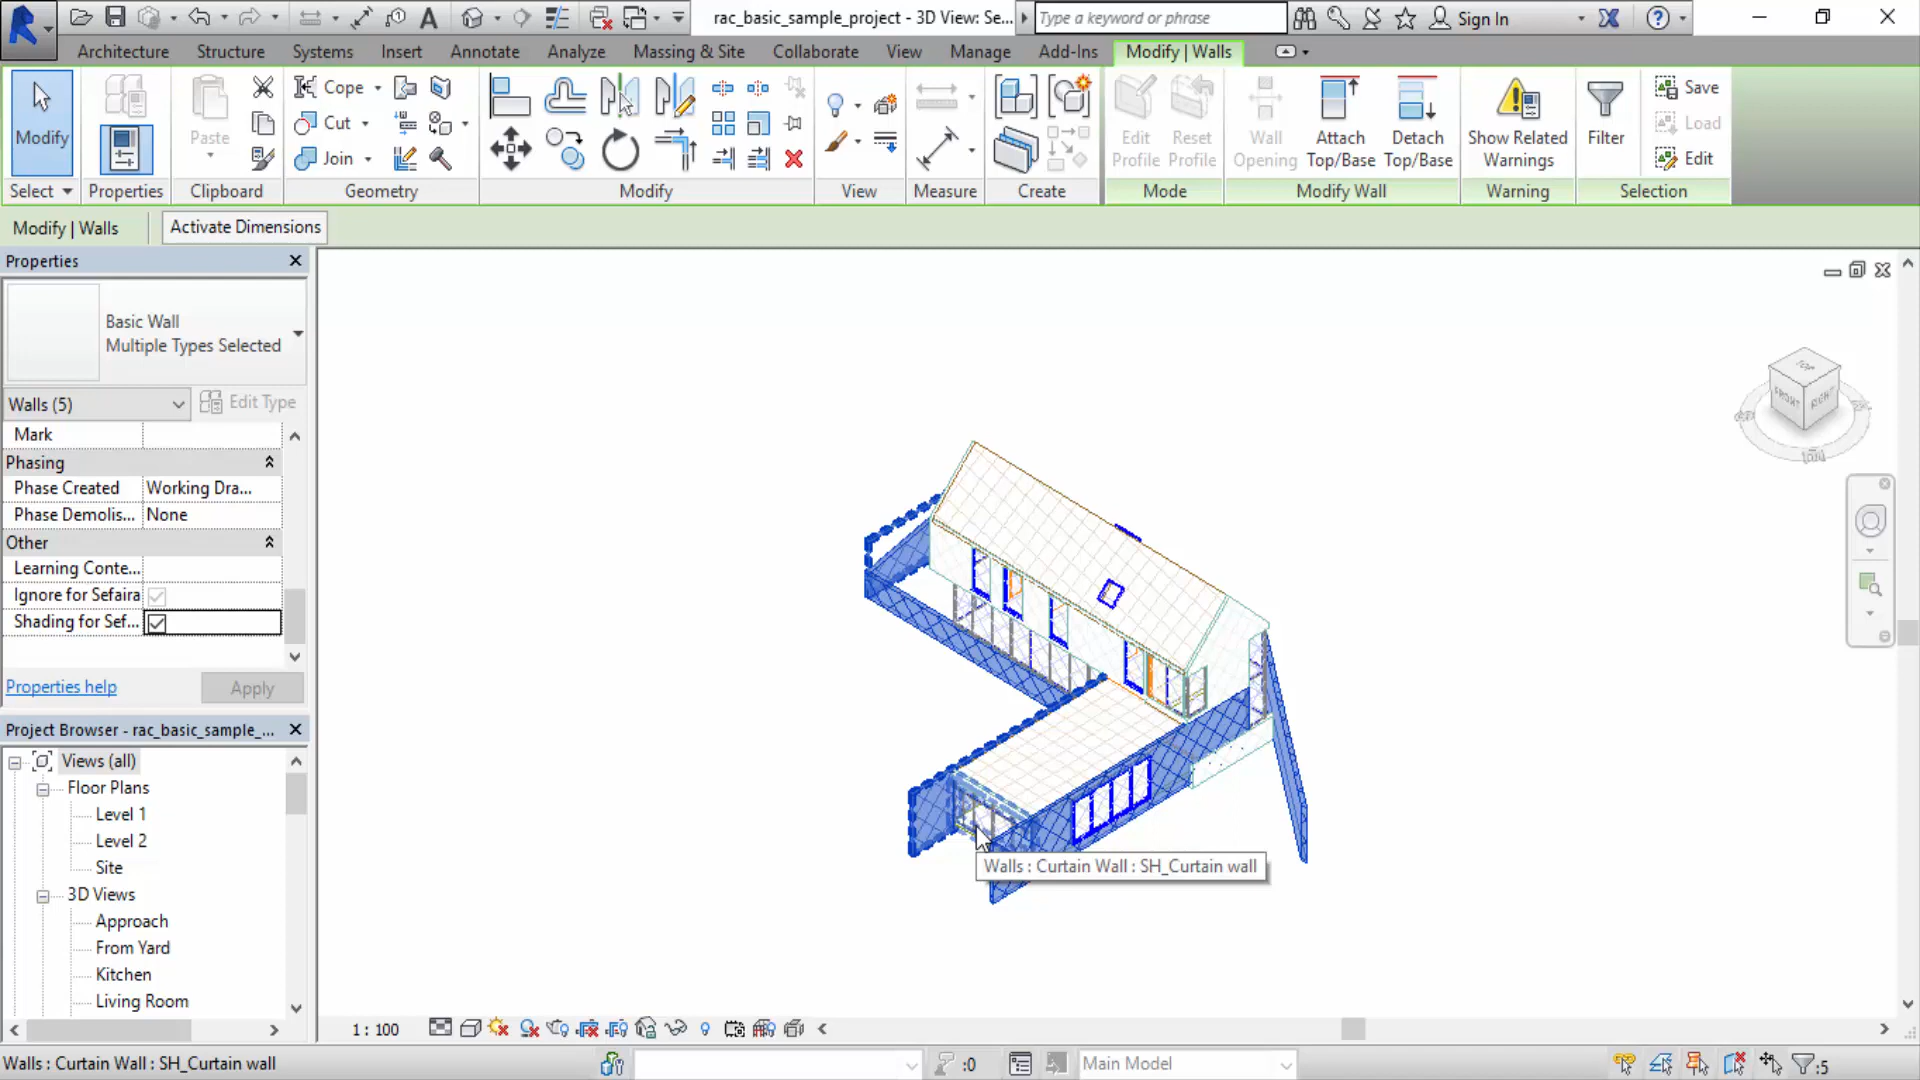 rac_basic_sample_project - 3D View: Se...
Type a keyword or phrase
Sign In
Architecture
Structure
Systems
Insert
Annotate
Analyze
Massing & Site
Collaborate
View
Manage
Add-Ins
Modify | Walls
Modify
Paste
Cope
Cut
Join
Edit Profile
Reset Profile
Wall Opening
Attach Top/Base
Detach Top/Base
Show Related Warnings
Filter
Save
Load
Edit
Select
Properties
Clipboard
Geometry
Modify
View
Measure
Create
Mode
Modify Wall
Warning
Selection
Modify | Walls
Activate Dimensions
Properties
Basic Wall
Multiple Types Selected
Walls (5)
Edit Type
Mark
Phasing
Phase Created
Working Dra...
Phase Demolis...
None
Other
Learning Conte...
Ignore for Sefaira
Shading for Sef...
Properties help
Apply
Project Browser - rac_basic_sample_...
Views (all)
Floor Plans
Level 1
Level 2
Site
3D Views
Approach
From Yard
Kitchen
Living Room
TOP
FRONT
RIGHT
Walls : Curtain Wall : SH_Curtain wall
1 : 100
Walls : Curtain Wall : SH_Curtain wall
:0
Main Model
:5